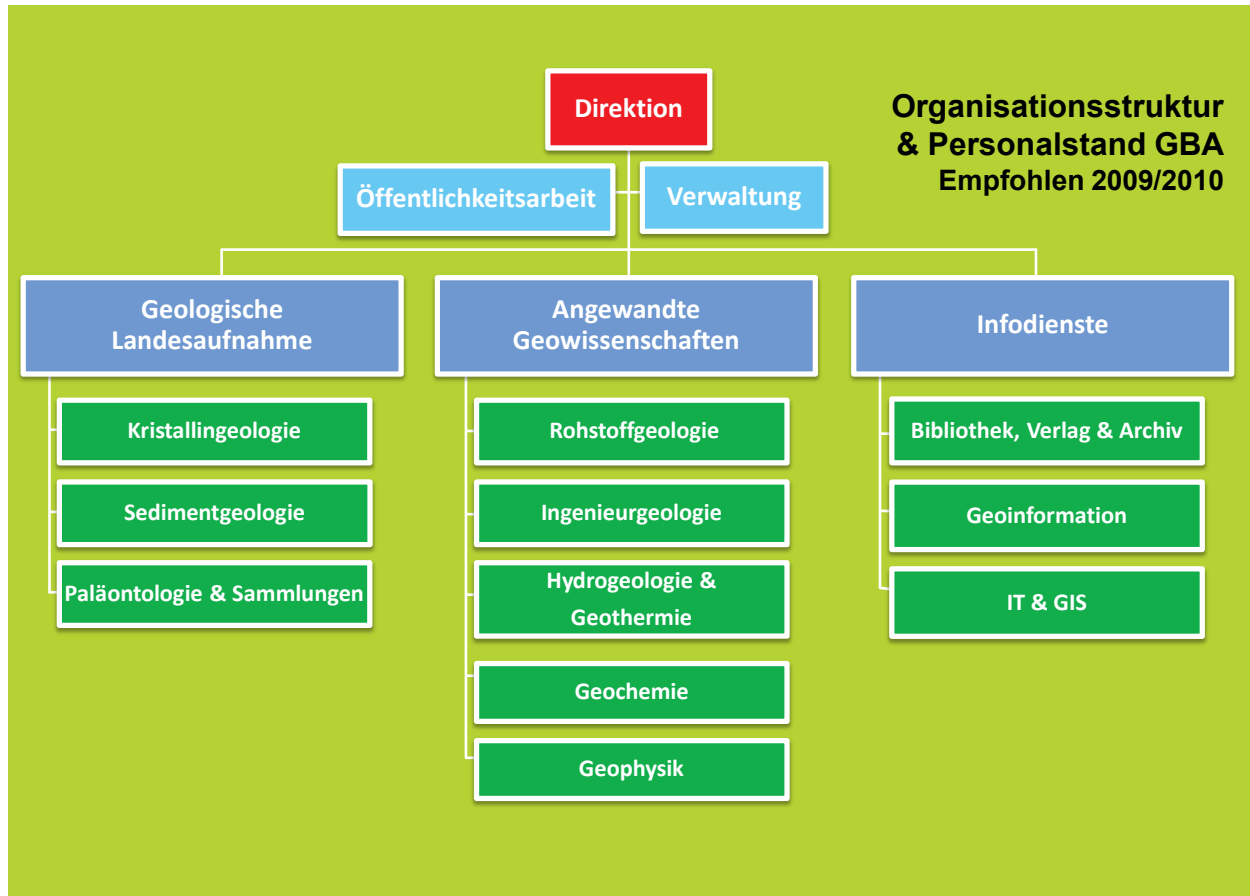 Organisationsstruktur
& Personalstand GBA
Empfohlen 2009/2010
Direktion
Öffentlichkeitsarbeit
Verwaltung
Geologische
Landesaufnahme
Kristallingeologie
Sedimentgeologie
Paläontologie & Sammlungen
Angewandte
Geowissenschaften
Rohstoffgeologie
Ingenieurgeologie
Hydrogeologie &
Geothermie
Geochemie
Geophysik
Infodienste
Bibliothek, Verlag & Archiv
Geoinformation
IT & GIS